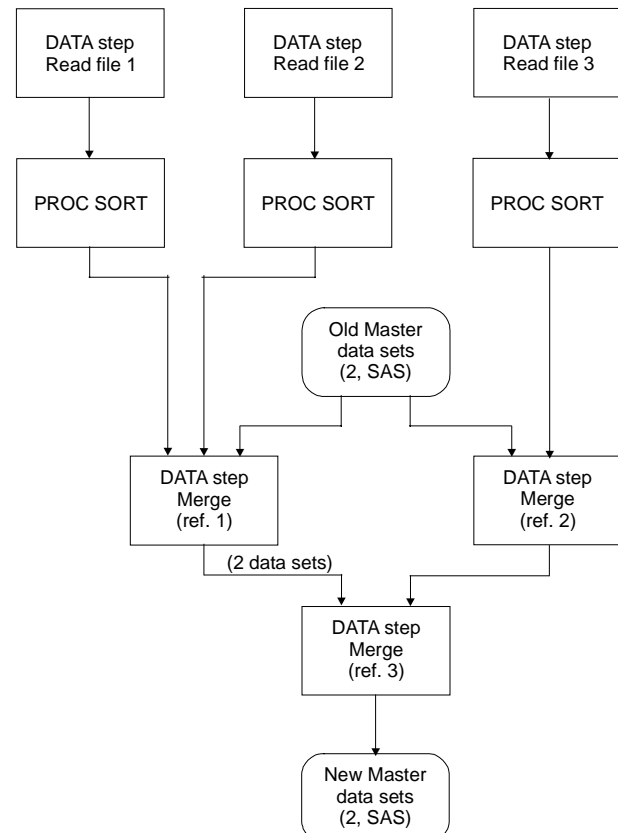 DATA step
Read file 1
DATA step
Read file 2
DATA step
Read file 3
PROC SORT
PROC SORT
PROC SORT
Old Master
data sets
(2, SAS)
DATA step
Merge
(ref. 1)
DATA step
Merge
(ref. 2)
(2 data sets)
DATA step
Merge
(ref. 3)
New Master
data sets
(2, SAS)